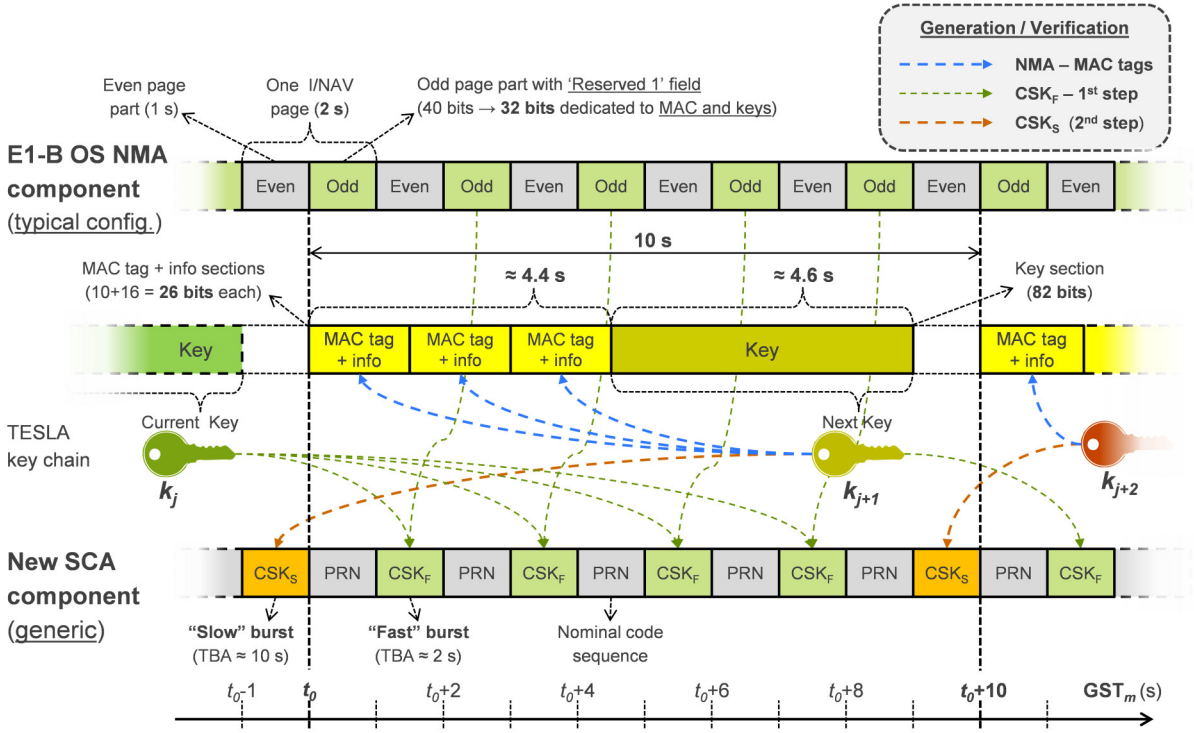 Generation / Verification
NMA – MAC tags
CSKF – 1st step
CSKS (2nd step)
Even page
part (1 s)
One I/NAV
page (2 s)
Odd page part with ‘Reserved 1’ field
(40 bits → 32 bits dedicated to MAC and keys)
E1-B OS NMA
component
(typical config.)
Even Odd Even Odd Even Odd Even Odd Even Odd Even Odd Even
10 s
MAC tag + info sections
(10+16 = 26 bits each)
≈ 4.4 s
≈ 4.6 s
Key section
(82 bits)
Key
MAC tag
+ info
MAC tag
+ info
MAC tag
+ info
Key
MAC tag
+ info
Current Key
Next Key
TESLA
key chain
kj
kj+1
kj+2
New SCA
component
(generic)
CSKS PRN CSKF PRN CSKF PRN CSKF PRN CSKF PRN CSKS PRN CSKF
“Slow” burst
(TBA ≈ 10 s)
“Fast” burst
(TBA ≈ 2 s)
Nominal code
sequence
t0-1 t0 t0+2 t0+4 t0+6 t0+8 t0+10 GSTm (s)